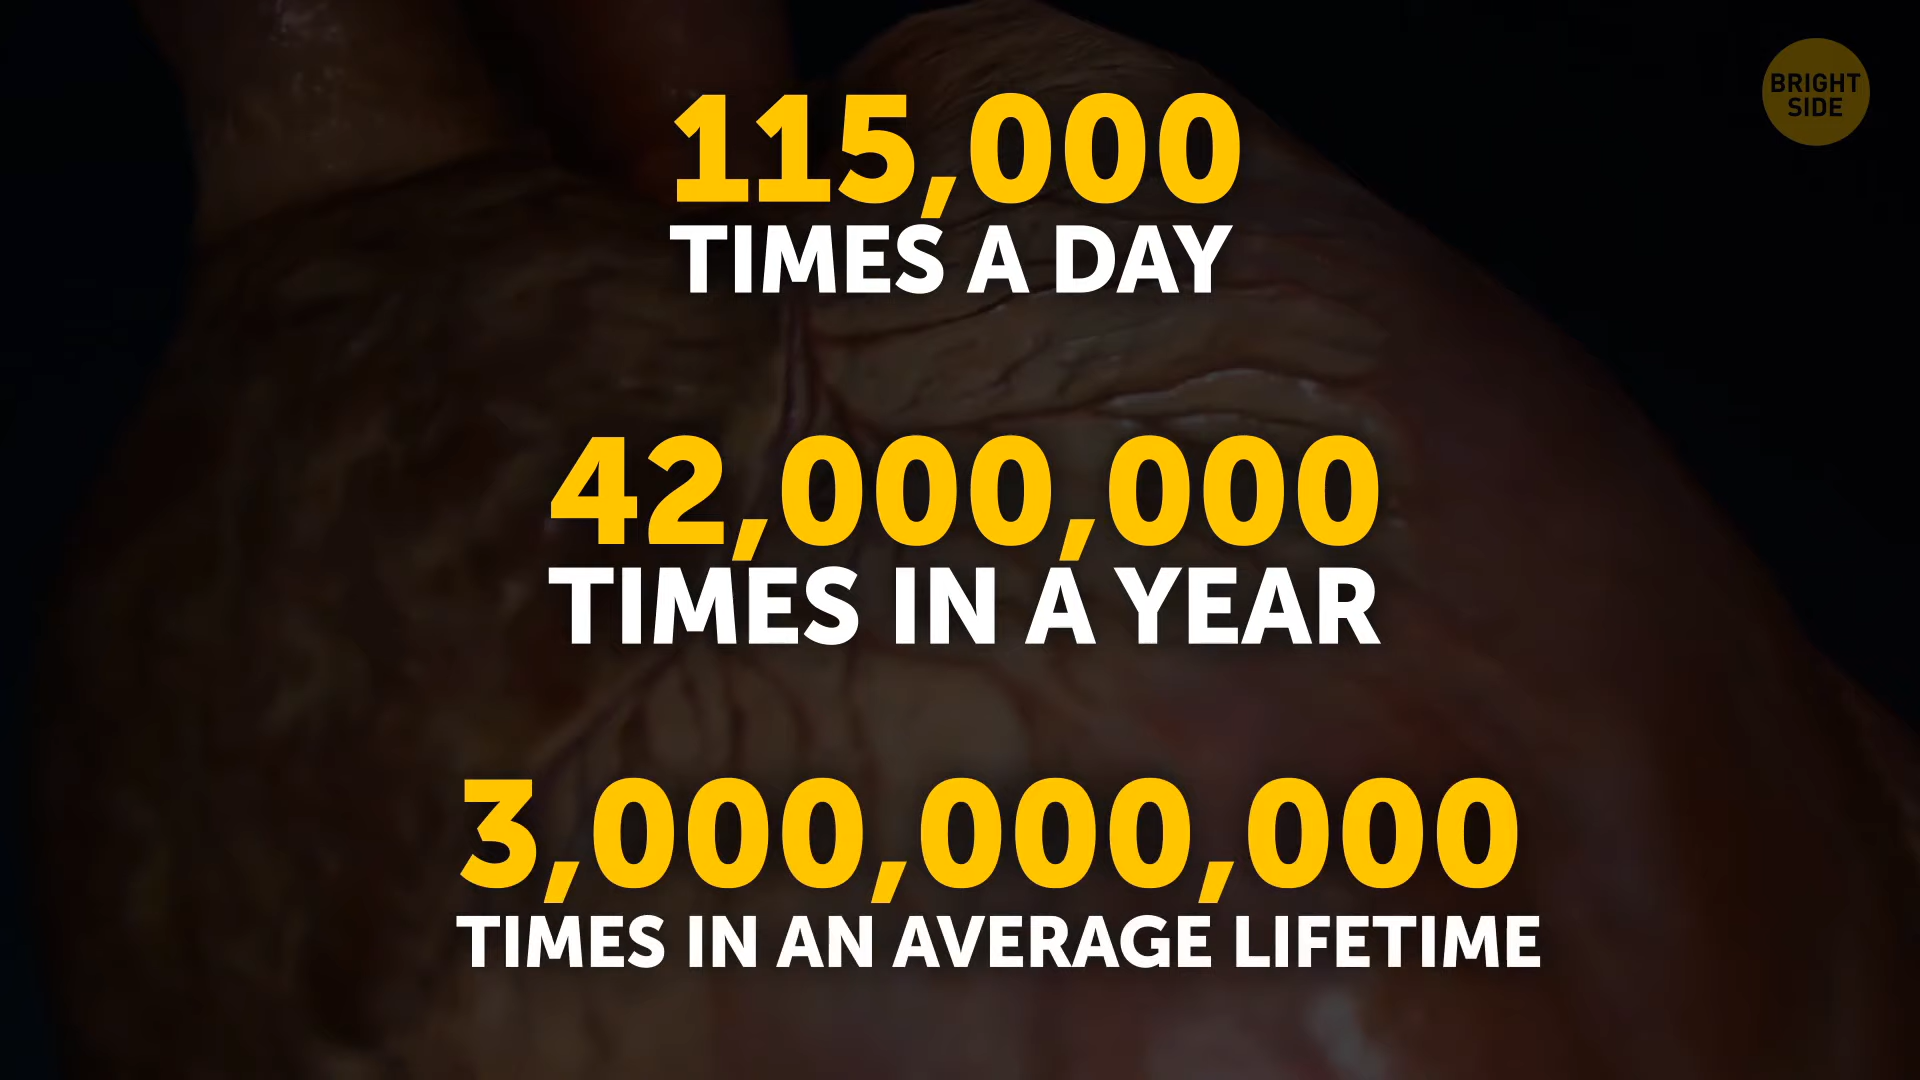 BRIGHT
SIDE
115,000
TIMES A DAY
42,000,000
TIMES IN A YEAR
3,000,000,000
TIMES IN AN AVERAGE LIFETIME